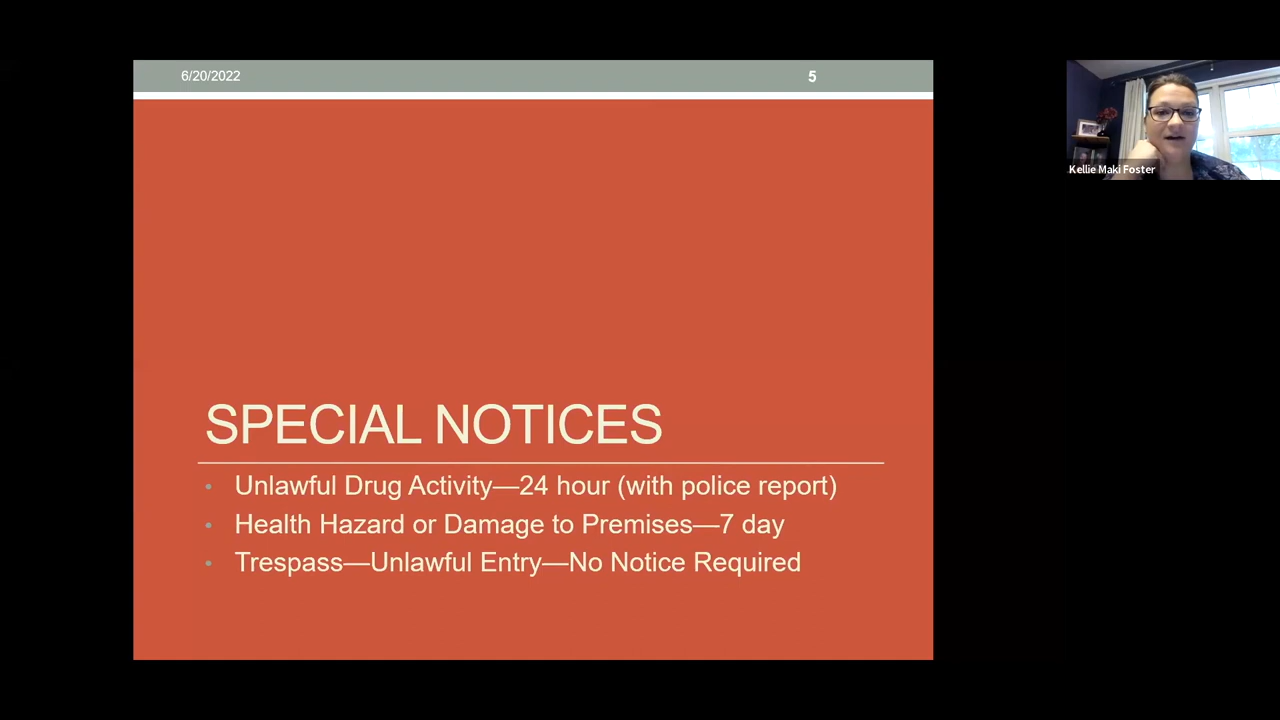 6/20/2022
5
SPECIAL NOTICES
• Unlawful Drug Activity—24 hour (with police report)
• Health Hazard or Damage to Premises—7 day
• Trespass—Unlawful Entry—No Notice Required
Kellie Maki Foster